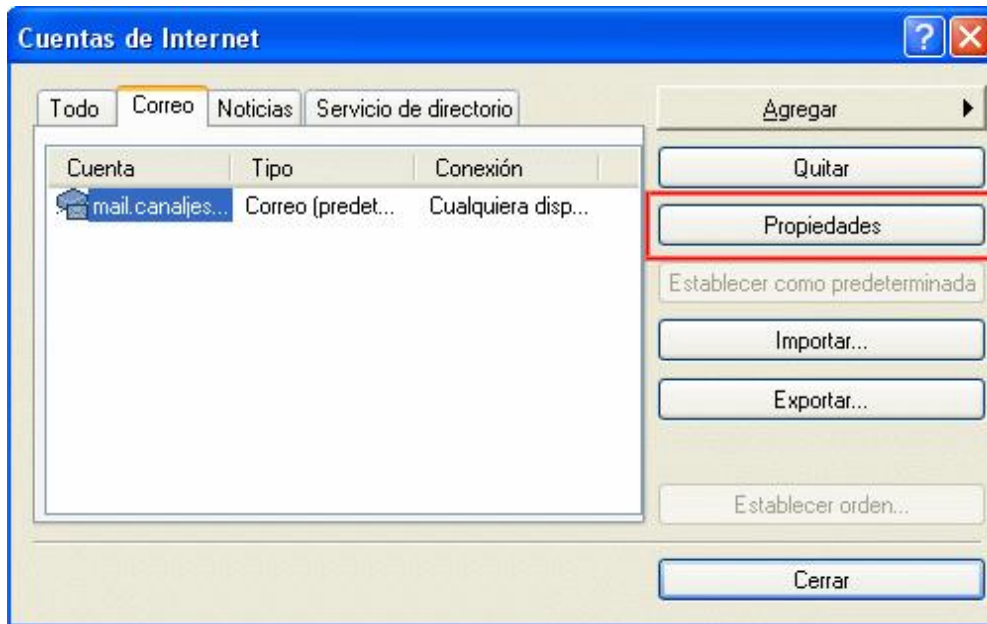 Cuentas de Internet
Todo Correo Noticias Servicio de directorio
Agregar
Cuenta Tipo Conexión
Quitar
mail.canaljes... Correo (predet... Cualquiera disp...
Propiedades
Establecer como predeterminada
Importar...
Exportar...
Establecer orden...
Cerrar